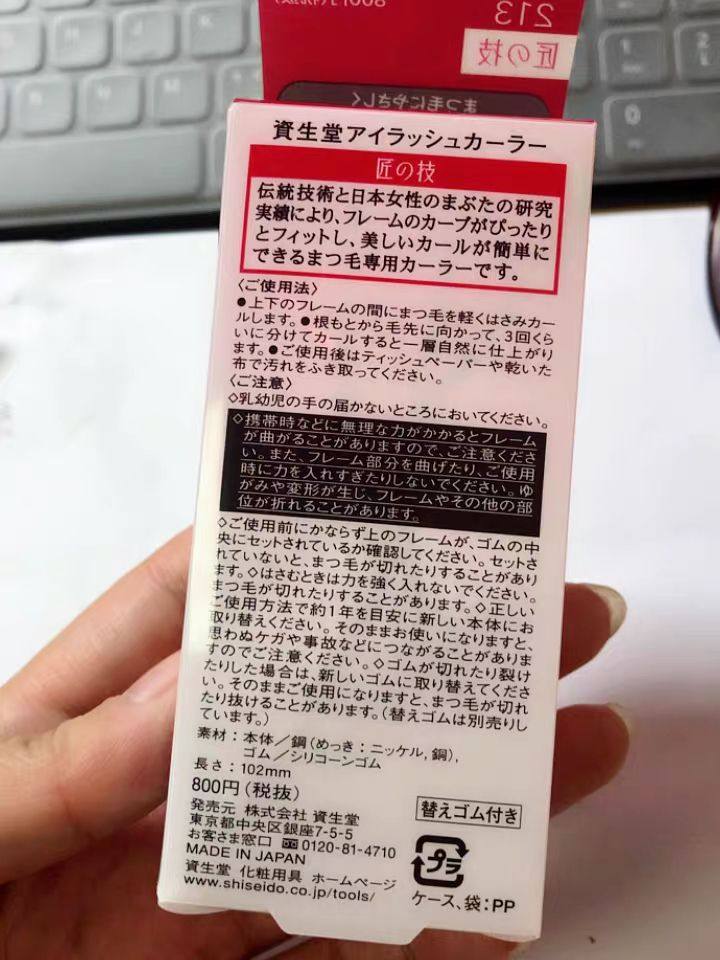 213
匠の技
まつ毛にやさしく
資生堂アイラッシュカーラー
匠の技
伝統技術と日本女性のまぶたの研究
実績により、フレームのカーブがぴったり
とフィットし、美しいカールが簡単に
できるまつ毛専用カーラーです。
〈ご使用法〉
●上下のフレームの間にまつ毛を軽くはさみカー
ルします。●根もとから毛先に向かって、3回くら
いに分けてカールすると一層自然に仕上がり
ます。●ご使用後はティッシュペーパーや乾いた
布で汚れをふき取ってください。
〈ご注意〉
◇乳幼児の手の届かないところにおいてください。
◇携帯時などに無理な力がかかるとフレーム
が曲がることがありますので、ご注意くださ
い。また、フレーム部分を曲げたり、ご使用
時に力を入れすぎたりしないでください。ゆ
がみや変形が生じ、フレームやその他の部
位が折れることがあります。
◇ご使用前にかならず上のフレームが、ゴムの中
央にセットされているか確認してください。セットさ
れていないと、まつ毛が切れたりすることがあり
ます。◇はさむときは力を強く入れないでください。
まつ毛が切れたりすることがあります。◇正しい
ご使用方法で約1年を目安に新しい本体にお
取り替えください。そのままお使いになりますと、
思わぬケガや事故などにつながることがありま
すのでご注意ください。◇ゴムが切れたり裂け
たりした場合は、新しいゴムに取り替えてくださ
い。そのままご使用になりますと、まつ毛が切れ
たり抜けることがあります。(替えゴムは別売りし
ています。)
素材:本体/鋼(めっき:ニッケル,銅),
ゴム/シリコーンゴム
長さ:102mm
800円(税抜)
発売元 株式会社 資生堂
東京都中央区銀座7-5-5
お客さま窓口 0120-81-4710
MADE IN JAPAN
資生堂 化粧用具 ホームページ
www.shiseido.co.jp/tools/
替えゴム付き
プラ
ケース、袋:PP